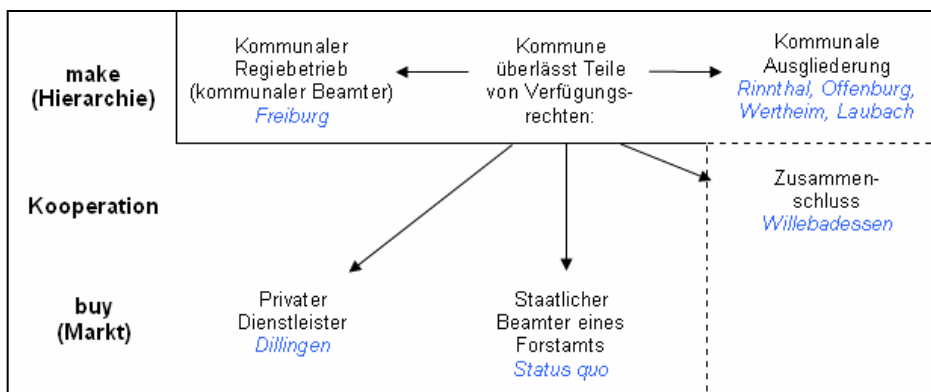 make
(Hierarchie)
Kommunaler
Regiebetrieb
(kommunaler Beamter)
Freiburg
Kommune
überlässt Teile
von Verfügungs-
rechten:
Kommunale
Ausgliederung
Rinnthal, Offenburg,
Wertheim, Laubach
Kooperation
Zusammen-
schluss
Willebadessen
buy
(Markt)
Privater
Dienstleister
Dillingen
Staatlicher
Beamter eines
Forstamts
Status quo